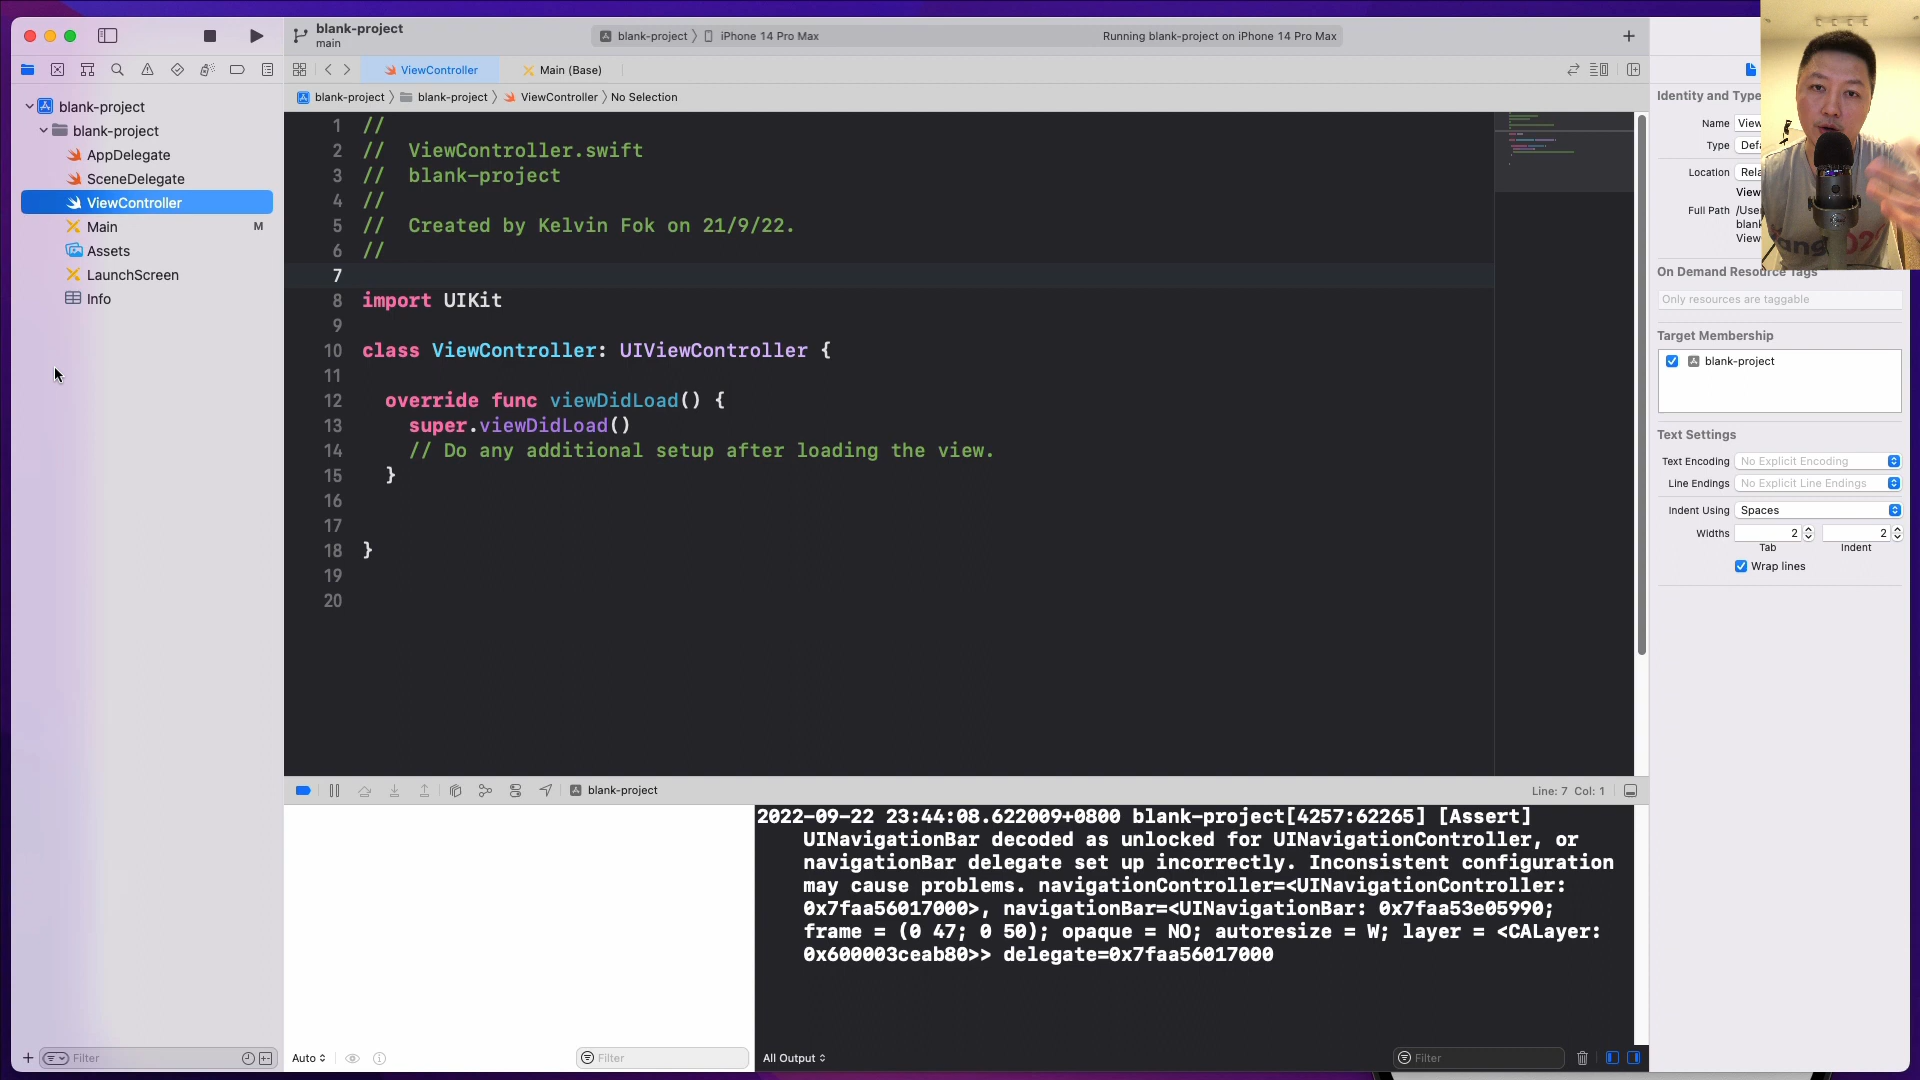 blank-project
main
blank-project
iPhone 14 Pro Max
Running blank-project on iPhone 14 Pro Max
ViewController
Main (Base)
blank-project
blank-project
ViewController
No Selection
blank-project
blank-project
AppDelegate
SceneDelegate
ViewController
Main
M
Assets
LaunchScreen
Info
1 //
2 //  ViewController.swift
3 //  blank-project
4 //
5 //  Created by Kelvin Fok on 21/9/22.
6 //
7
8 import UIKit
9
10 class ViewController: UIViewController {
11
12   override func viewDidLoad() {
13     super.viewDidLoad()
14     // Do any additional setup after loading the view.
15   }
16
17
18 }
19
20
blank-project
Line: 7 Col: 1
2022-09-22 23:44:08.622009+0800 blank-project[4257:62265] [Assert]
UINavigationBar decoded as unlocked for UINavigationController, or
navigationBar delegate set up incorrectly. Inconsistent configuration
may cause problems. navigationController=<UINavigationController:
0x7faa56017000>, navigationBar=<UINavigationBar: 0x7faa53e05990;
frame = (0 47; 0 50); opaque = NO; autoresize = W; layer = <CALayer:
0x600003ceab80>> delegate=0x7faa56017000
Filter
Auto
Filter
All Output
Filter
Identity and Type
Name View
Type Defa
Location Rela
View
Full Path /User
blank
View
On Demand Resource Tags
Only resources are taggable
Target Membership
blank-project
Text Settings
Text Encoding No Explicit Encoding
Line Endings No Explicit Line Endings
Indent Using Spaces
Widths 2 2
Tab Indent
Wrap lines